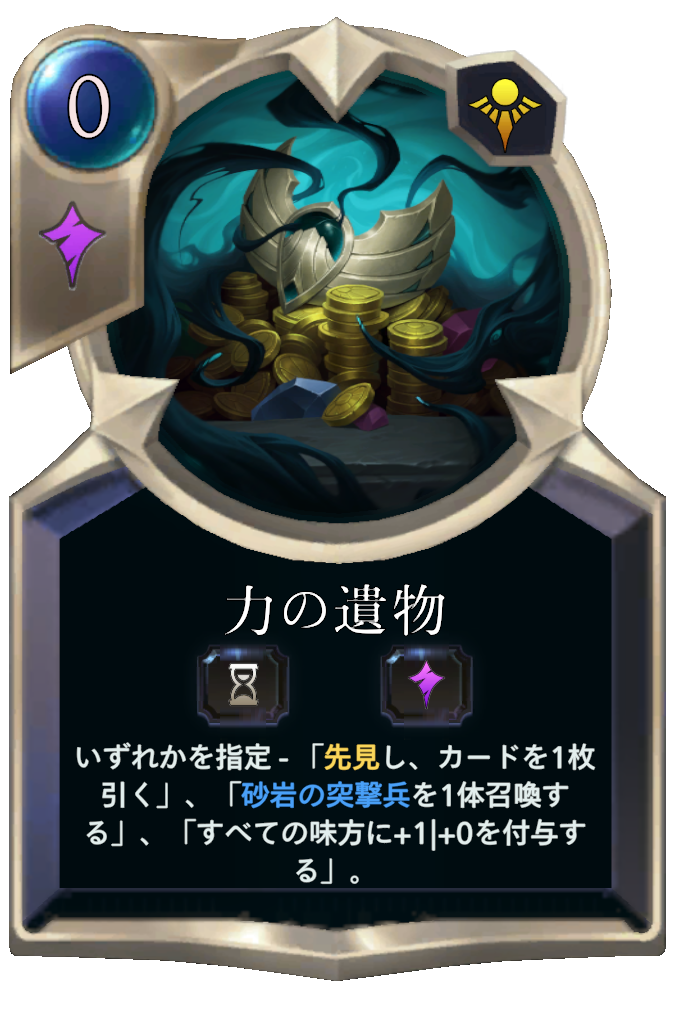 0
力の遺物
いずれかを指定 - 「先見し、カードを1枚
引く」、「砂岩の突撃兵を1体召喚す
る」、「すべての味方に+1|+0を付与す
る」。